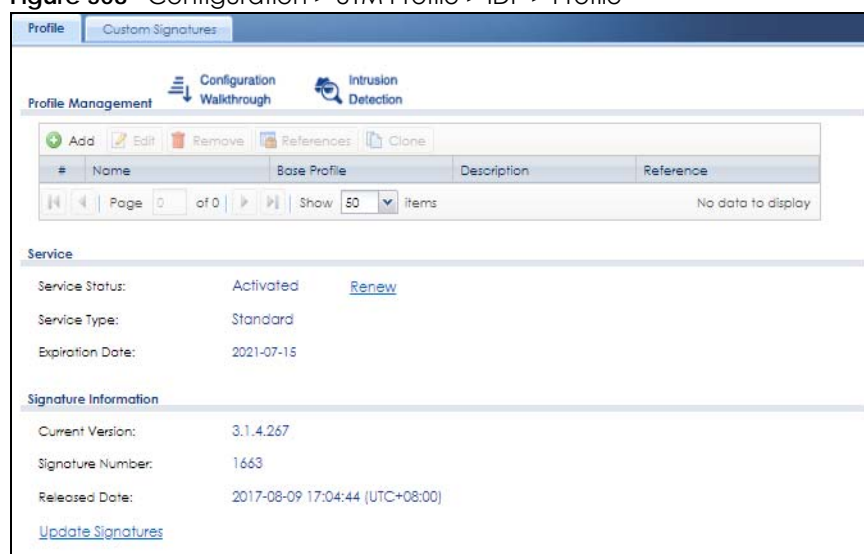 Profile Custom Signatures
Configuration Walkthrough
Intrusion Detection
Profile Management
Add Edit Remove References Clone
# Name Base Profile Description Reference
Page 0 of 0 Show 50 items No data to display
Service
Service Status: Activated Renew
Service Type: Standard
Expiration Date: 2021-07-15
Signature Information
Current Version: 3.1.4.267
Signature Number: 1663
Released Date: 2017-08-09 17:04:44 (UTC+08:00)
Update Signatures